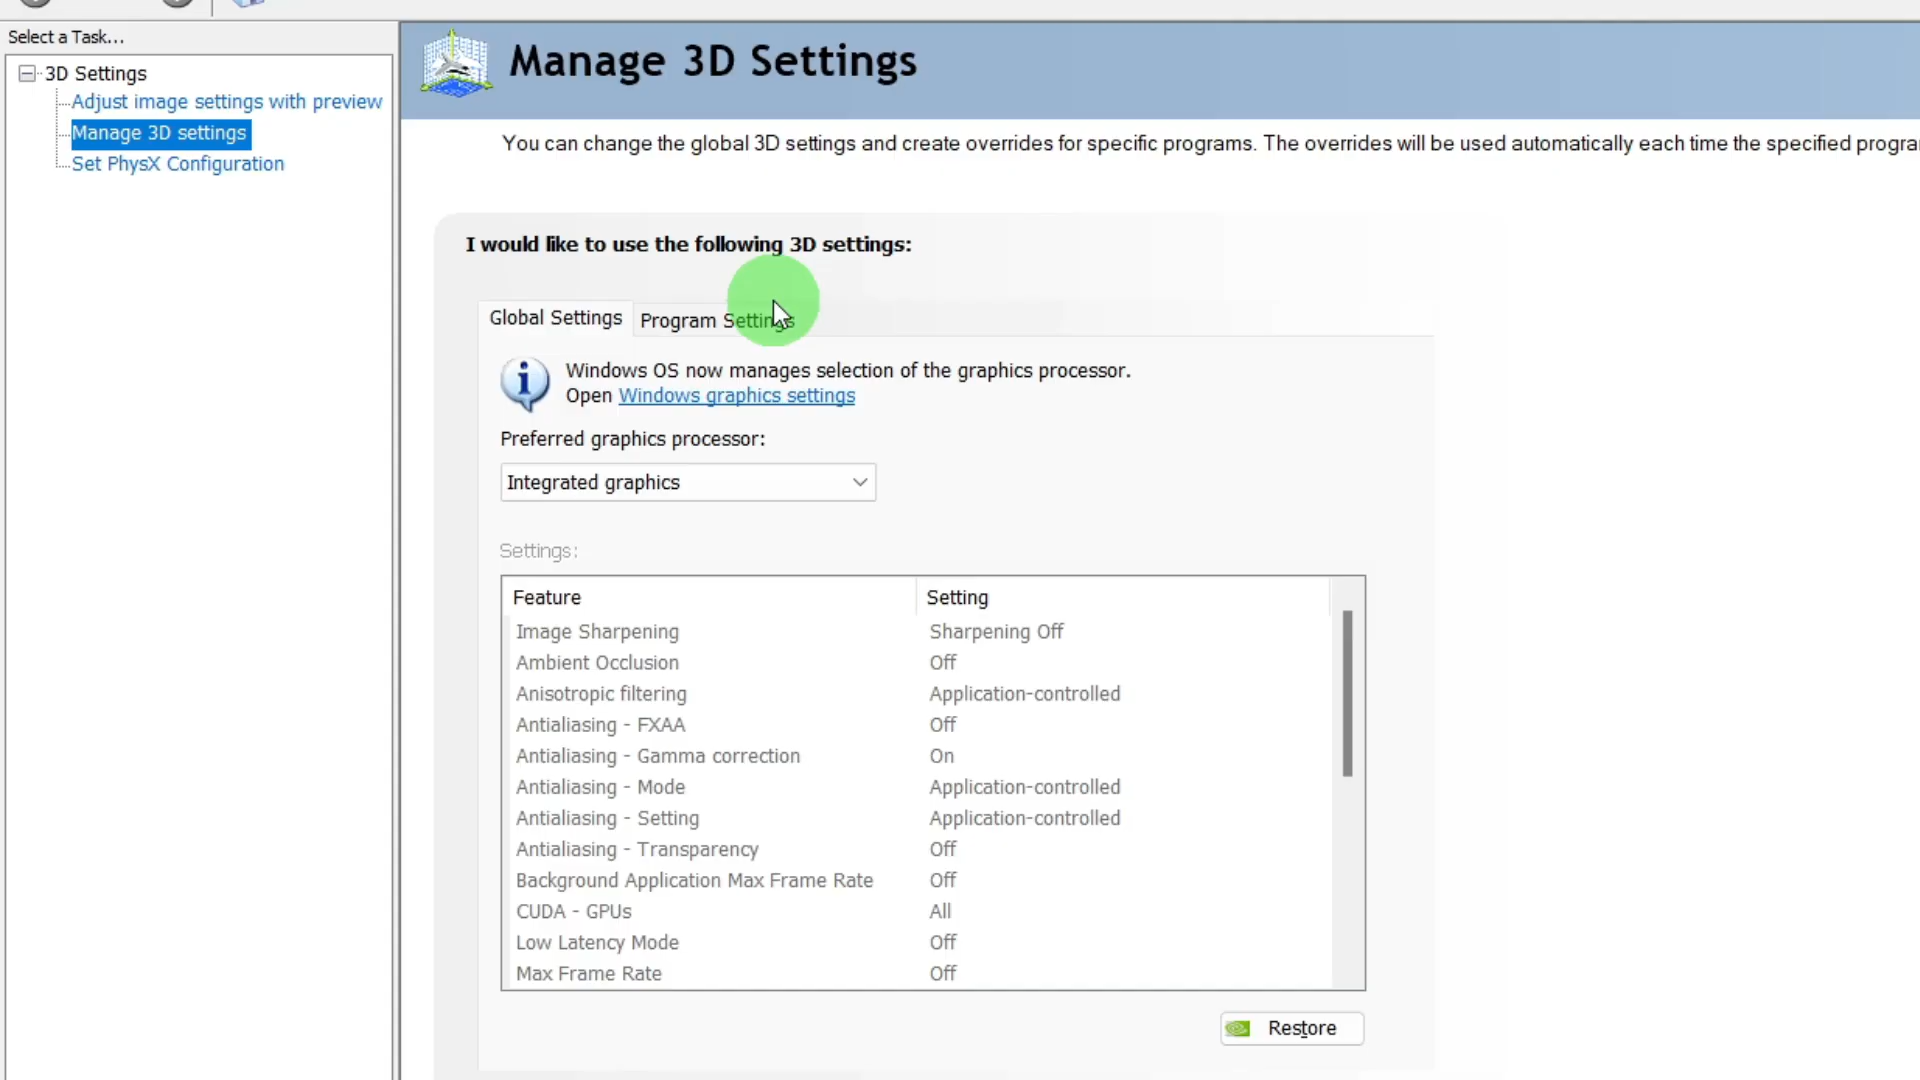 Select a Task...
3D Settings
Adjust image settings with preview
Manage 3D settings
Set PhysX Configuration
Manage 3D Settings
You can change the global 3D settings and create overrides for specific programs. The overrides will be used automatically each time the specified
I would like to use the following 3D settings:
Global Settings
Program Settings
Windows OS now manages selection of the graphics processor.
Open Windows graphics settings
Preferred graphics processor:
Integrated graphics
Settings:
Feature Setting
Image Sharpening Sharpening Off
Ambient Occlusion Off
Anisotropic filtering Application-controlled
Antialiasing - FXAA Off
Antialiasing - Gamma correction On
Antialiasing - Mode Application-controlled
Antialiasing - Setting Application-controlled
Antialiasing - Transparency Off
Background Application Max Frame Rate Off
CUDA - GPUs All
Low Latency Mode Off
Max Frame Rate Off
Restore